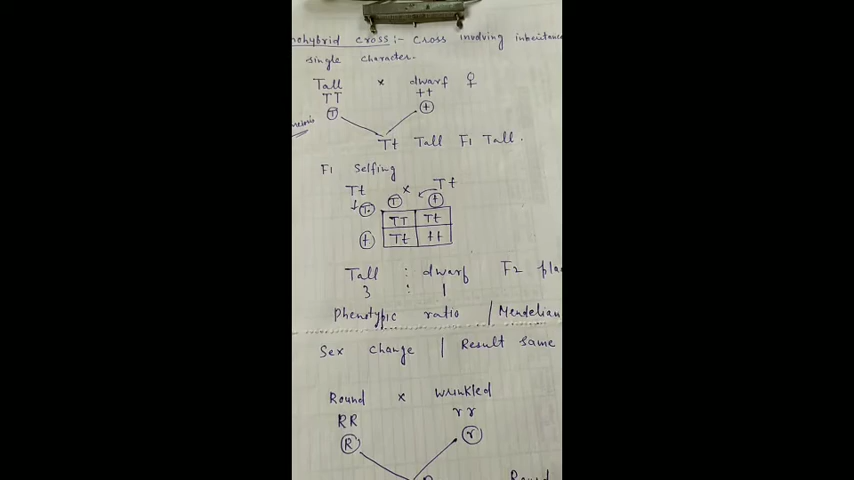 nohybrid cross:- cross involving inheritance
single character.
Tall × dwarf ♀
TT tt
T t
Tt Tall F1 Tall.
F1 Selfing
Tt × Tt
T T t
TT Tt
t Tt tt
Tall : dwarf F2 pla
3 : 1
Phenotypic ratio / Mendelian
Sex change / Result same
Round × wrinkled
RR rr
R r
Round